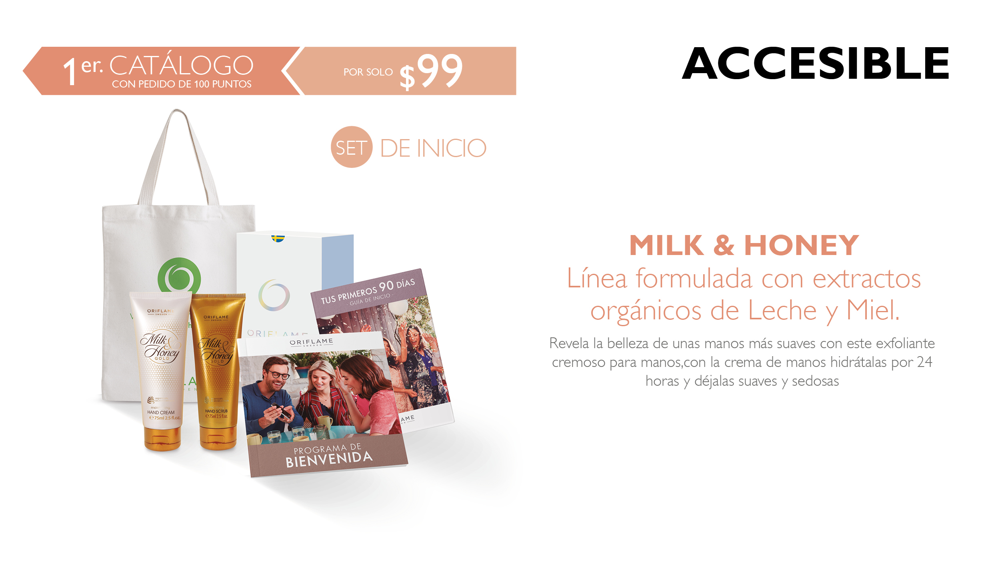 1er. CATÁLOGO
CON PEDIDO DE 100 PUNTOS
POR SOLO $99
ACCESIBLE
SET DE INICIO
MILK & HONEY
Línea formulada con extractos
orgánicos de Leche y Miel.
Revela la belleza de unas manos más suaves con este exfoliante
cremoso para manos,con la crema de manos hidrátalas por 24
horas y déjalas suaves y sedosas
ORIFLAME
SWEDEN
Milk &
Honey
GOLD
HAND CREAM
℮75ml 2.5 fl.oz.
ORIFLAME
SWEDEN
Milk &
Honey
GOLD
smoothing
HAND SCRUB
℮75ml 2.5 fl.oz.
ORIFLAME
TUS PRIMEROS 90 DÍAS
· GUÍA DE INICIO ·
ORIFLAME
SWEDEN
PROGRAMA DE
BIENVENIDA